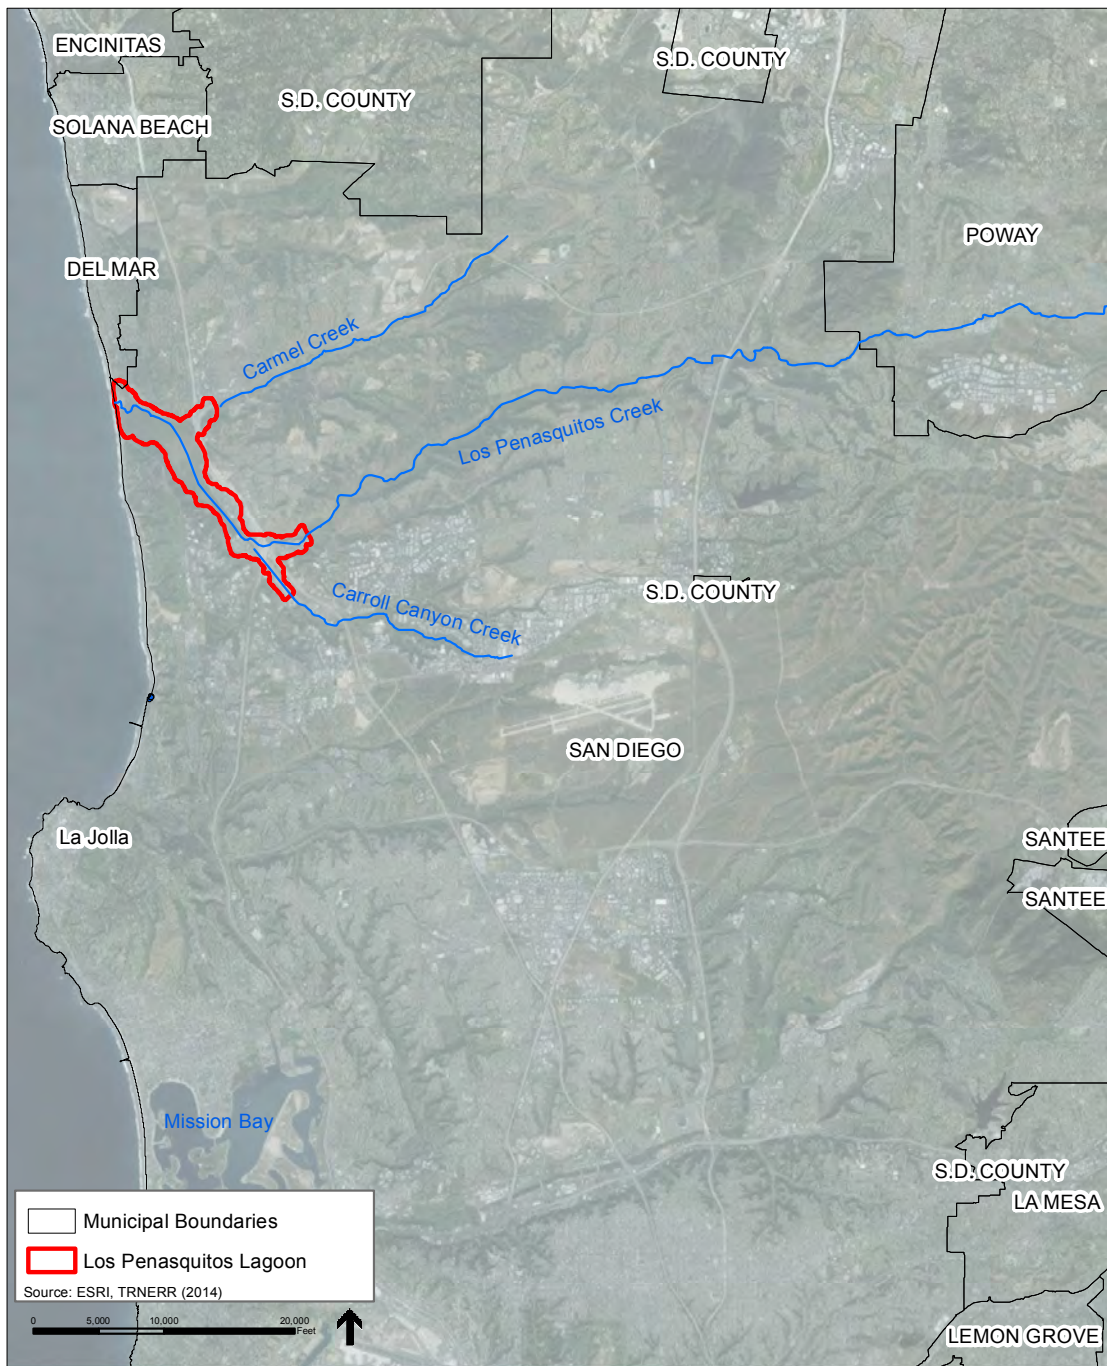 ENCINITAS
S.D. COUNTY
S.D. COUNTY
SOLANA BEACH
POWAY
DEL MAR
Carmel Creek
Los Penasquitos Creek
Carroll Canyon Creek
S.D. COUNTY
SAN DIEGO
La Jolla
SANTEE
SANTEE
Mission Bay
S.D. COUNTY
LA MESA
Municipal Boundaries
Los Penasquitos Lagoon
Source: ESRI, TRNERR (2014)
0 5,000 10,000 20,000
Feet
LEMON GROVE